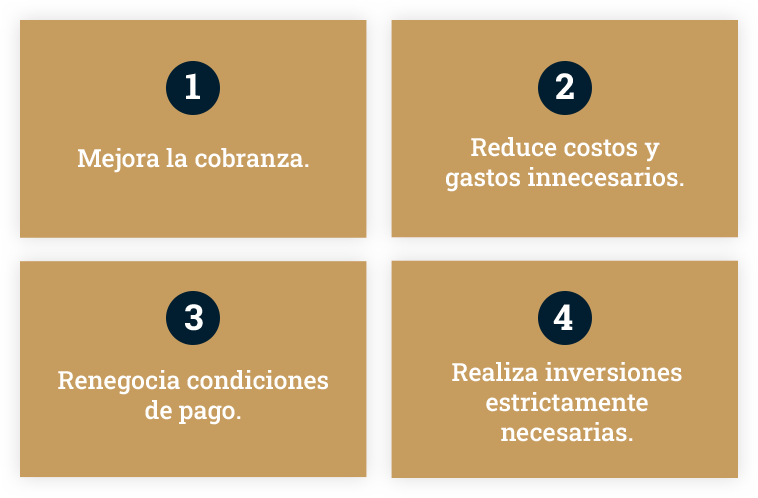 1
Mejora la cobranza.
2
Reduce costos y
gastos innecesarios.
3
Renegocia condiciones
de pago.
4
Realiza inversiones
estrictamente
necesarias.